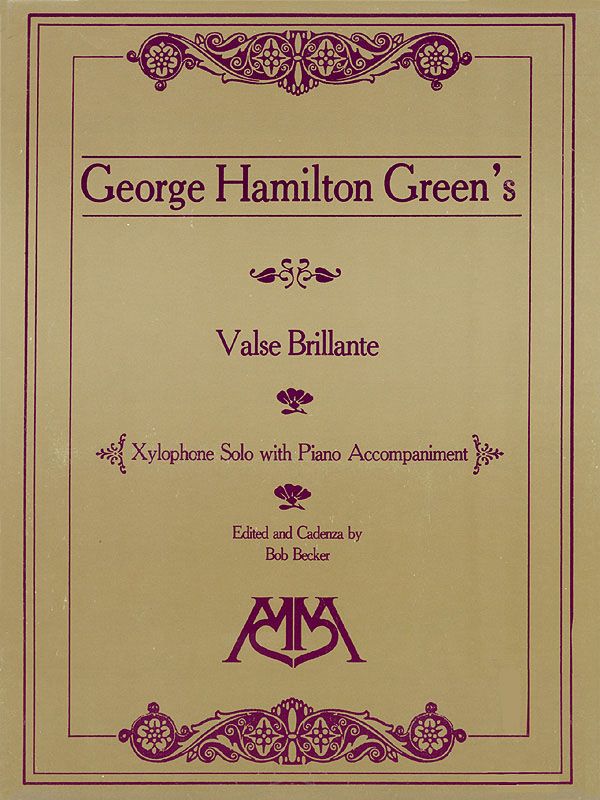 George Hamilton Green's
Valse Brillante
Xylophone Solo with Piano Accompaniment
Edited and Cadenza by
Bob Becker